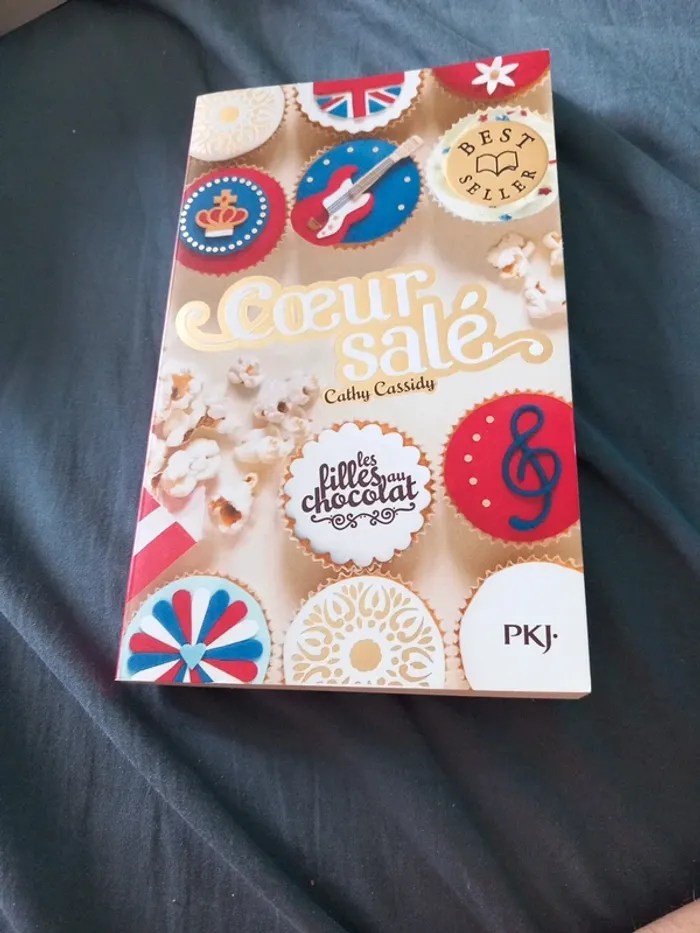 BEST
SELLER
Cœur
salé
Cathy Cassidy
les
filles au
chocolat
PKJ.